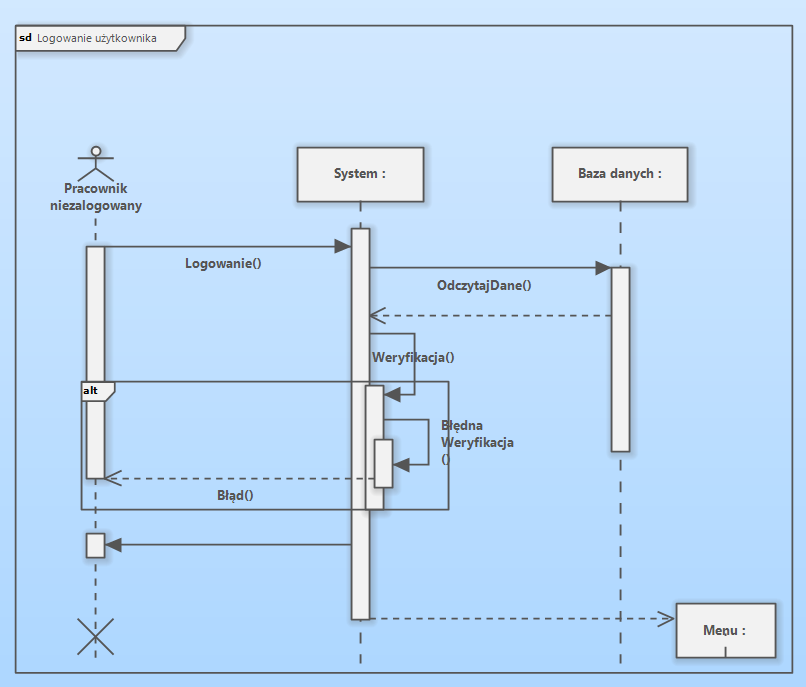 sd Logowanie użytkownika
Pracownik
niezalogowany
System :
Baza danych :
Logowanie()
OdczytajDane()
Weryfikacja()
alt
Błędna
Weryfikacja
()
Błąd()
Menu :